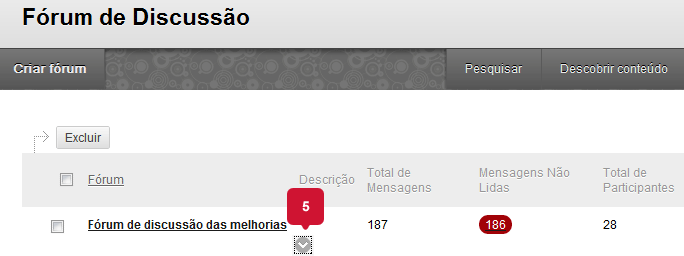 Fórum de Discussão
Criar fórum
Pesquisar
Descobrir conteúdo
Excluir
Fórum
Descrição
Total de
Mensagens
Mensagens Não
Lidas
Total de
Participantes
5
Fórum de discussão das melhorias
187
186
28